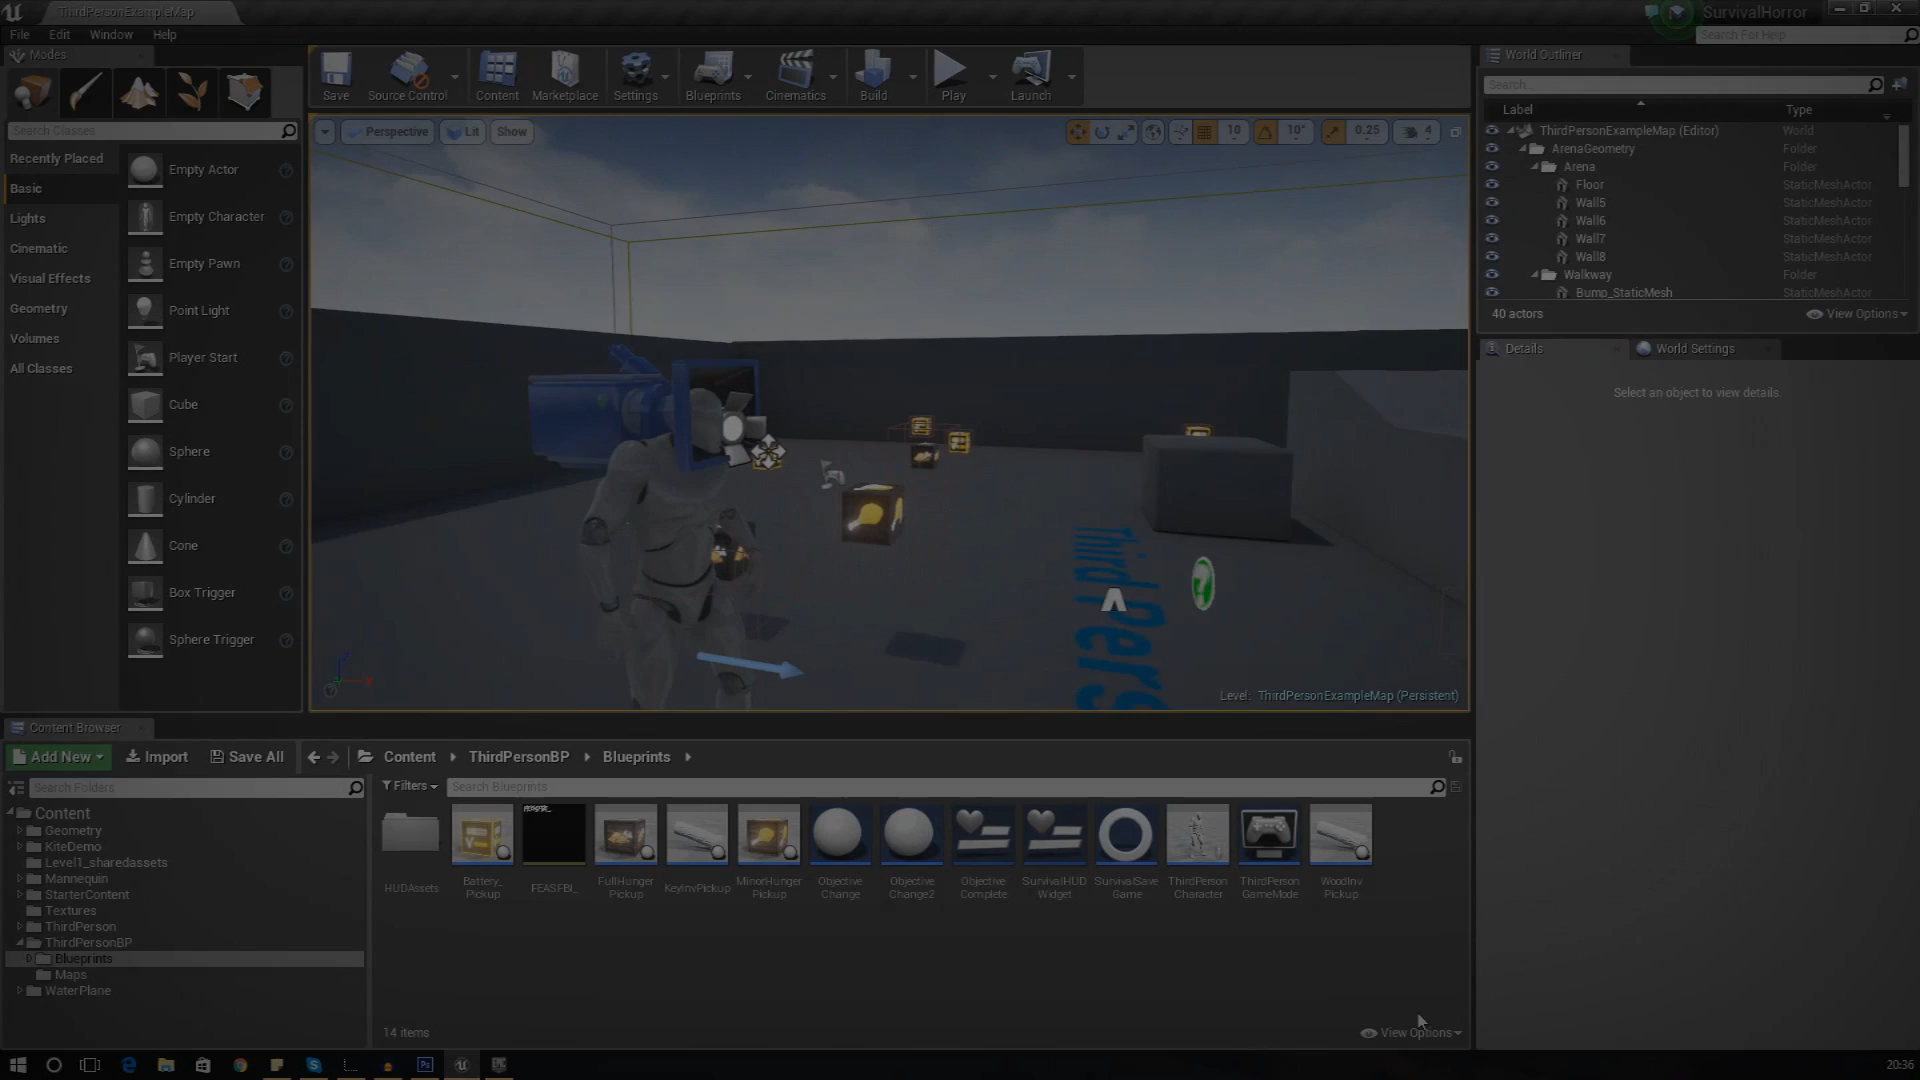 ThirdPersonExampleMap
SurvivalHorror
File Edit Window Help
Search For Help
Modes
Save
Source Control
Content
Marketplace
Settings
Blueprints
Cinematics
Build
Play
Launch
World Outliner
Search...
Label Type
ThirdPersonExampleMap (Editor) World
ArenaGeometry Folder
Arena Folder
Floor StaticMeshActor
Wall5 StaticMeshActor
Wall6 StaticMeshActor
Wall7 StaticMeshActor
Wall8 StaticMeshActor
Walkway Folder
Bump_StaticMesh StaticMeshActor
40 actors View Options
Details World Settings
Select an object to view details.
Search Classes
Recently Placed
Basic
Lights
Cinematic
Visual Effects
Geometry
Volumes
All Classes
Empty Actor
Empty Character
Empty Pawn
Point Light
Player Start
Cube
Sphere
Cylinder
Cone
Box Trigger
Sphere Trigger
Perspective Lit Show
10 10° 0.25 4
ThirdPers
Level: ThirdPersonExampleMap (Persistent)
Content Browser
Add New Import Save All Content ThirdPersonBP Blueprints
Search Folders
Filters Search Blueprints
Content
Geometry
KiteDemo
Level1_sharedassets
Mannequin
StarterContent
Textures
ThirdPerson
ThirdPersonBP
Blueprints
Maps
WaterPlane
HUDAssets
Battery_
Pickup
FEASFBI_
FullHunger
Pickup
KeyInvPickup
MinorHunger
Pickup
Objective
Change
Objective
Change2
Objective
Complete
SurvivalHUD
Widget
SurvivalSave
Game
ThirdPerson
Character
ThirdPerson
GameMode
WoodInv
Pickup
14 items View Options
20:36